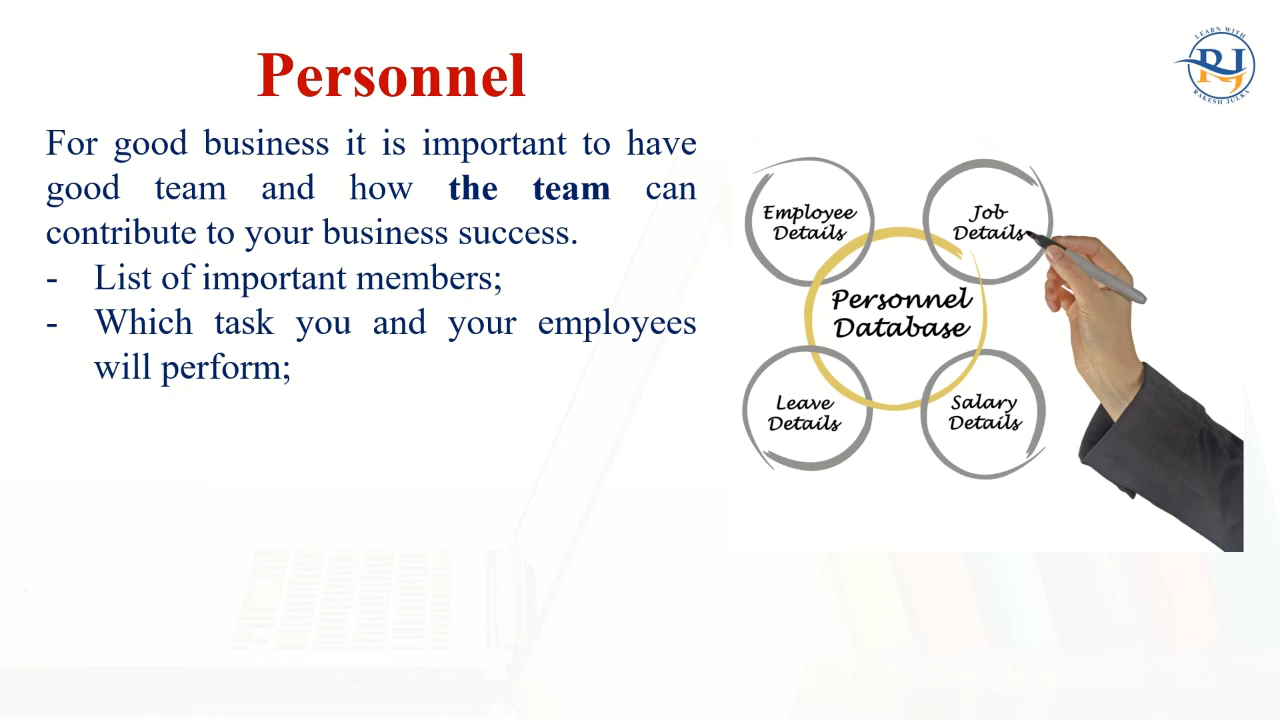 Personnel
For good business it is important to have
good team and how the team can
contribute to your business success.
- List of important members;
- Which task you and your employees
will perform;
LEARN WITH
RJ
RAKESH JULKA
Employee
Details
Job
Details
Personnel
Database
Leave
Details
Salary
Details